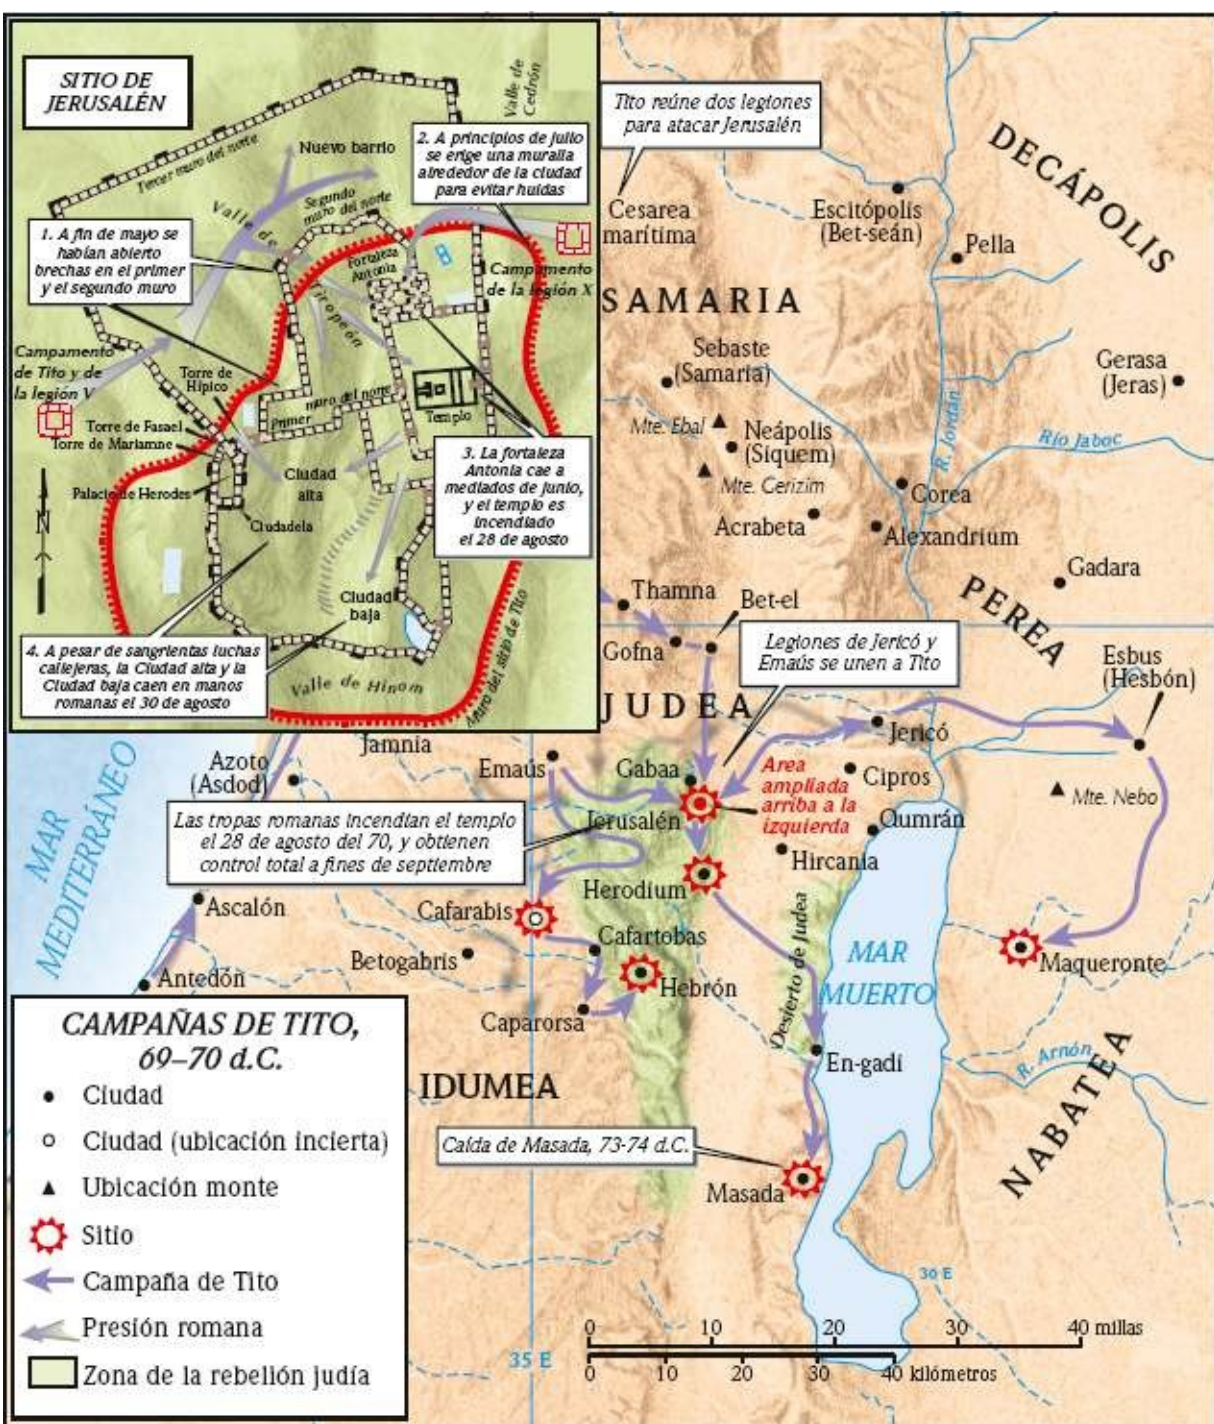 SITIO DE
JERUSALÉN
Valle de
Cedrón
Tercer muro del norte
Nuevo barrio
Segundo
muro del norte
Valle de
Tiropeón
2. A principios de julio
se erige una muralla
alrededor de la ciudad
para evitar huidas
1. A fin de mayo se
habían abierto
brechas en el primer
y el segundo muro
Fortaleza
Antonia
Campamento
de la legión X
Campamento
de Tito y de
la legión V
Torre de
Hípico
Torre de Fasael
Torre de Mariamne
Primer
muro del norte
Templo
Ciudad
alta
Palacio de Herodes
Ciudadela
N
3. La fortaleza
Antonia cae a
mediados de junio,
y el templo es
incendiado
el 28 de agosto
Ciudad
baja
4. A pesar de sangrientas luchas
callejeras, la Ciudad alta y la
Ciudad baja caen en manos
romanas el 30 de agosto
Valle de Hinom
Muro del sitio de Tito
Tito reúne dos legiones
para atacar Jerusalén
Cesarea
marítima
Escitópolis
(Bet-seán)
Pella
DECÁPOLIS
SAMARIA
Sebaste
(Samaria)
Gerasa
(Jeras)
Mte. Ebal
Neápolis
(Siquem)
Mte. Gerizim
R. Jordán
Río Jaboc
Corea
Acrabeta
Alexandrium
Gadara
PEREA
Thamna
Bet-el
Gofna
Legiones de Jericó y
Emaús se unen a Tito
Esbus
(Hesbón)
JUDEA
Jericó
Jamnia
Azoto
(Asdod)
Emaús
Gabaa
Cipros
Mte. Nebo
Area
ampliada
arriba a la
izquierda
Jerusalén
Qumrán
Las tropas romanas incendian el templo
el 28 de agosto del 70, y obtienen
control total a fines de septiembre
Hircania
Herodium
MAR
MEDITERRÁNEO
Ascalón
Cafarabis
Cafartobas
Betogabris
Desierto de Judea
MAR
MUERTO
Maqueronte
Antedón
Hebrón
Caparorsa
En-gadi
R. Arnón
NABATEA
IDUMEA
Caída de Masada, 73-74 d.C.
Masada
CAMPAÑAS DE TITO,
69–70 d.C.
Ciudad
Ciudad (ubicación incierta)
Ubicación monte
Sitio
Campaña de Tito
Presión romana
Zona de la rebelión judía
30 E
35 E
0 10 20 30 40 millas
0 10 20 30 40 kilómetros